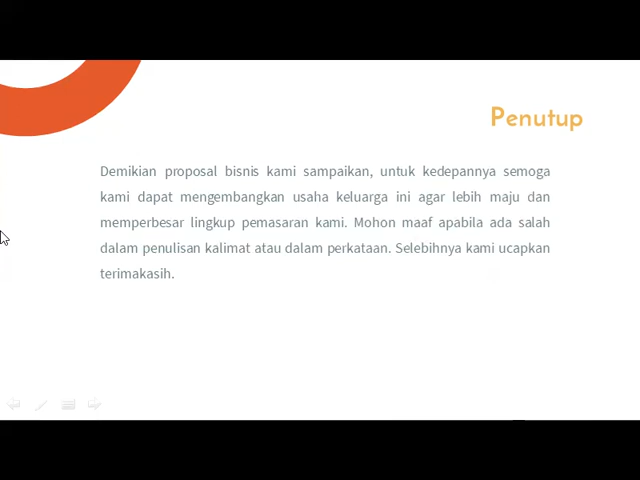 Penutup
Demikian proposal bisnis kami sampaikan, untuk kedepannya semoga
kami dapat mengembangkan usaha keluarga ini agar lebih maju dan
memperbesar lingkup pemasaran kami. Mohon maaf apabila ada salah
dalam penulisan kalimat atau dalam perkataan. Selebihnya kami ucapkan
terimakasih.